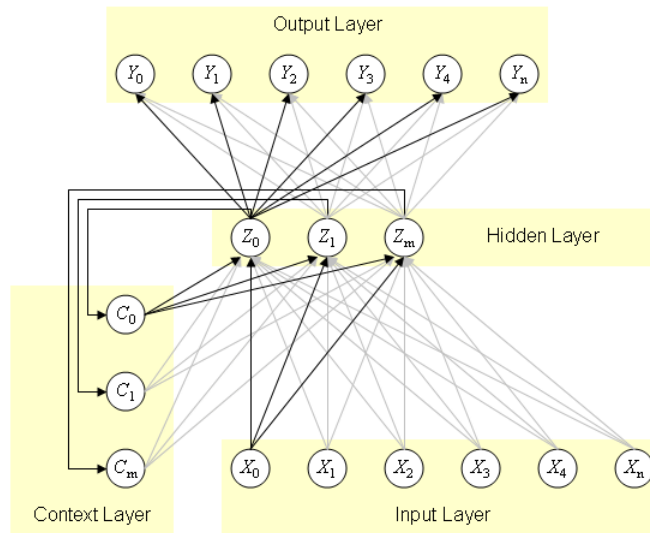 Output Layer
Y0 Y1 Y2 Y3 Y4 Yn
Z0 Z1 Zm Hidden Layer
C0
C1
Cm X0 X1 X2 X3 X4 Xn
Context Layer Input Layer